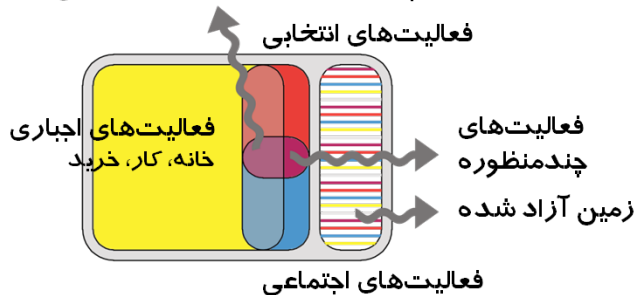 فعالیت‌های انتخابی
فعالیت‌های اجباری
خانه، کار، خرید
فعالیت‌های
چندمنظوره
زمین آزاد شده
فعالیت‌های اجتماعی